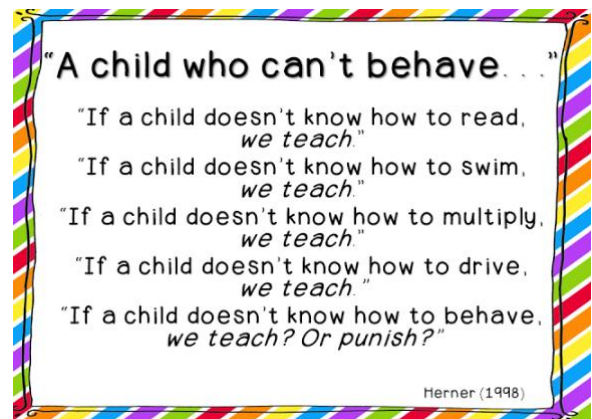 "A child who can't behave. . ."
"If a child doesn't know how to read,
we teach."
"If a child doesn't know how to swim,
we teach."
"If a child doesn't know how to multiply,
we teach."
"If a child doesn't know how to drive,
we teach."
"If a child doesn't know how to behave,
we teach? Or punish?"
Herner (1998)